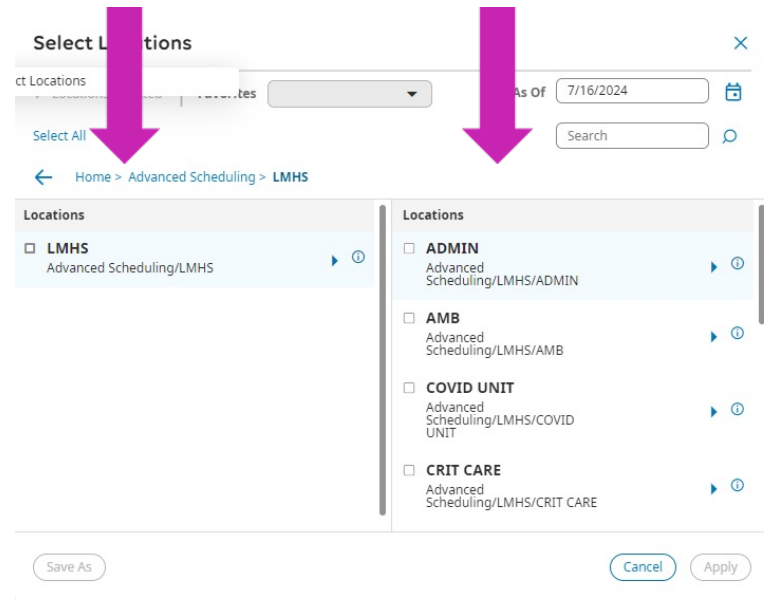 Select L tions
ct Locations
Favorites
As Of
7/16/2024
Select All
Search
Home > Advanced Scheduling > LMHS
Locations
LMHS
Advanced Scheduling/LMHS
Locations
ADMIN
Advanced
Scheduling/LMHS/ADMIN
AMB
Advanced
Scheduling/LMHS/AMB
COVID UNIT
Advanced
Scheduling/LMHS/COVID
UNIT
CRIT CARE
Advanced
Scheduling/LMHS/CRIT CARE
Save As
Cancel
Apply